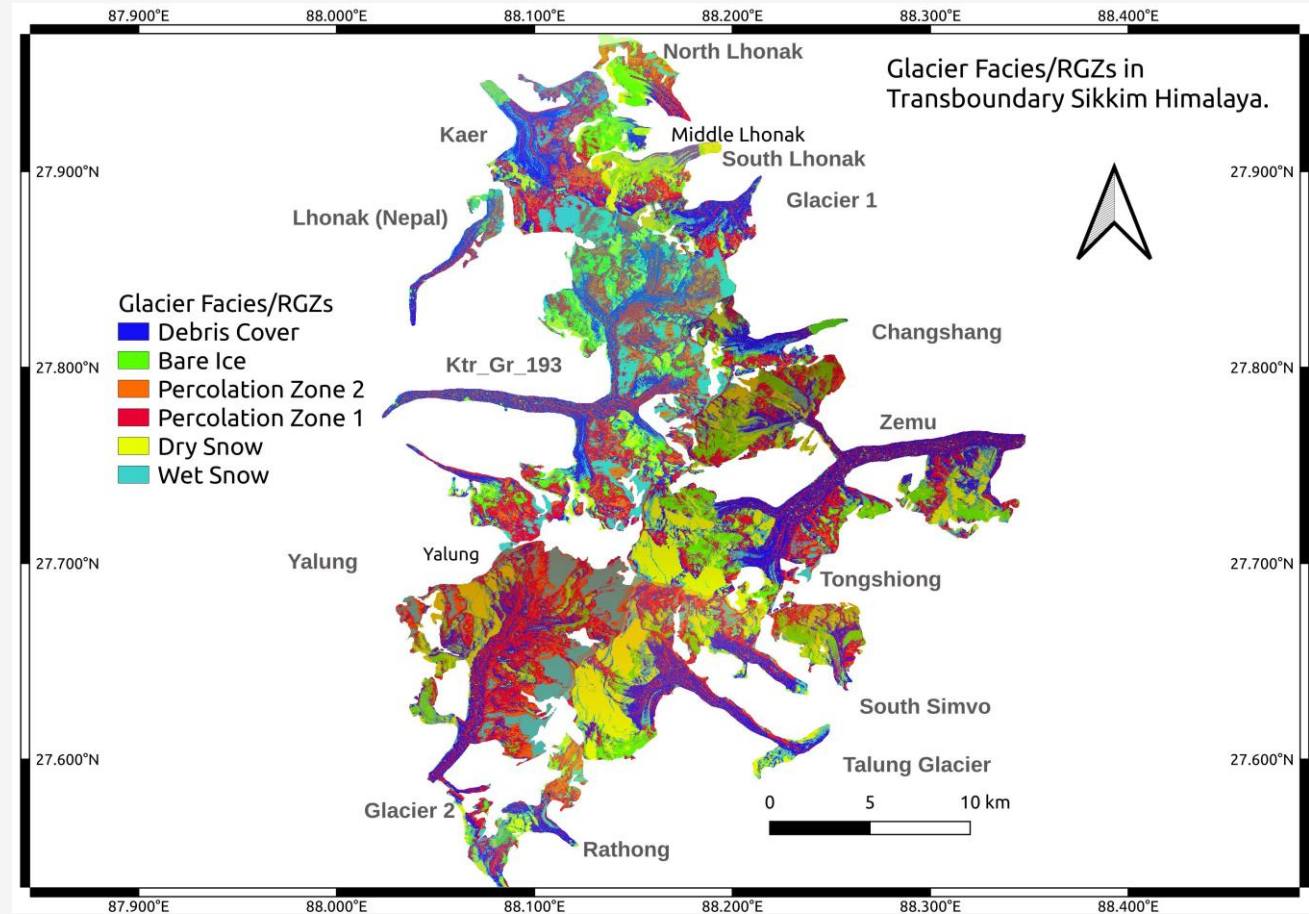 87.900°E 88.000°E 88.100°E 88.200°E 88.300°E 88.400°E
North Lhonak
Glacier Facies/RGZs in
Transboundary Sikkim Himalaya.
Kaer
Middle Lhonak
South Lhonak
27.900°N
27.900°N
Glacier 1
Lhonak (Nepal)
Glacier Facies/RGZs
Debris Cover
Bare Ice
Percolation Zone 2
Percolation Zone 1
Dry Snow
Wet Snow
Changshang
Ktr_Gr_193
27.800°N
27.800°N
Zemu
Yalung
Yalung
27.700°N
27.700°N
Tongshiong
South Simvo
27.600°N
27.600°N
Talung Glacier
0 5 10 km
Glacier 2
Rathong
87.900°E 88.000°E 88.100°E 88.200°E 88.300°E 88.400°E